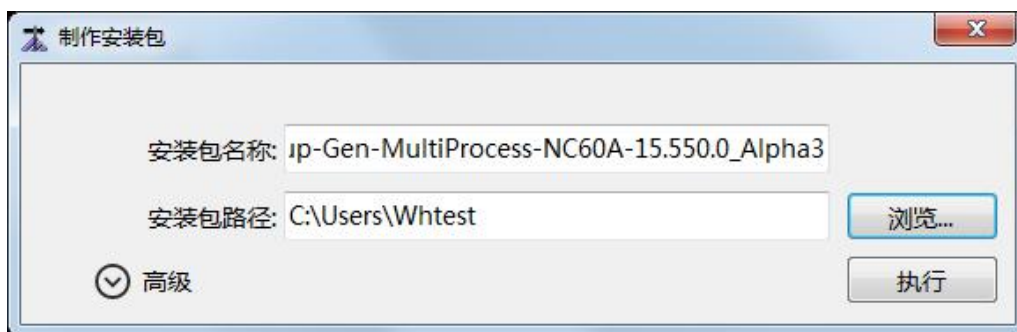 制作安装包
安装包名称: up-Gen-MultiProcess-NC60A-15.550.0_Alpha3
安装包路径: C:\Users\Whtest 浏览...
高级 执行